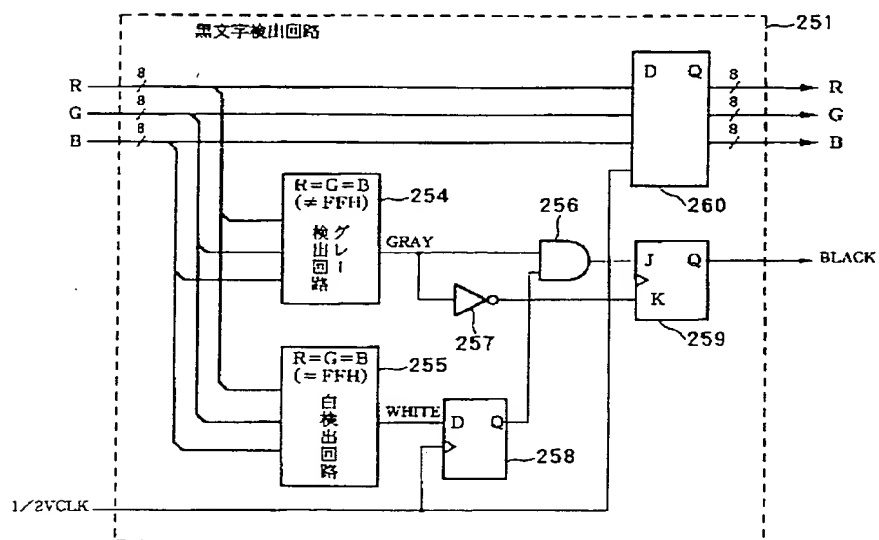 黒文字検出回路
251
R
8
G
8
B
8
D
Q
8
R
8
G
8
B
260
R=G=B
(≠FFH)
グレー
検出回路
254
GRAY
256
257
J
Q
K
BLACK
259
R=G=B
(=FFH)
白検出回路
255
WHITE
D
Q
258
1/2VCLK